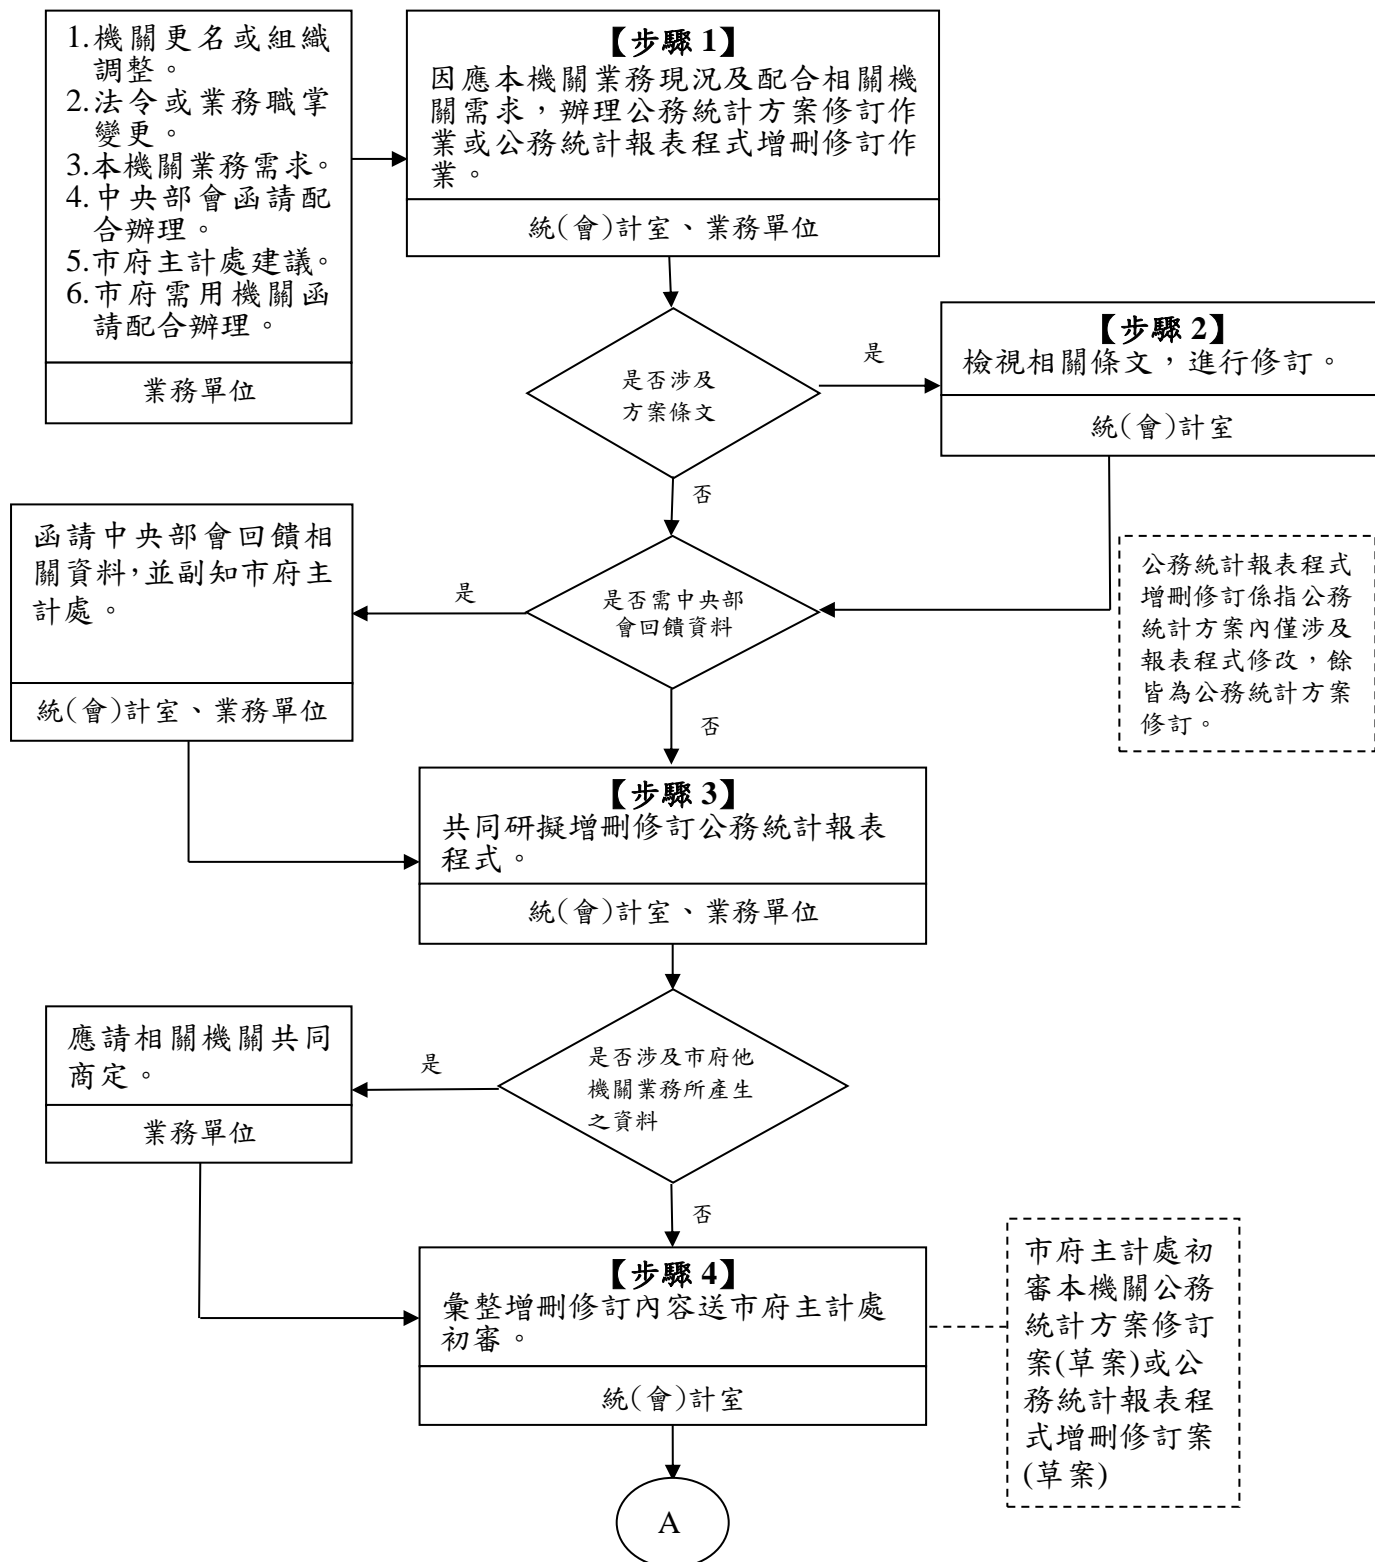 1.機關更名或組織
調整。
2.法令或業務職掌
變更。
3.本機關業務需求。
4.中央部會函請配
合辦理。
5.市府主計處建議。
6.市府需用機關函
請配合辦理。
業務單位
【步驟 1】
因應本機關業務現況及配合相關機
關需求，辦理公務統計方案修訂作
業或公務統計報表程式增刪修訂作
業。
統(會)計室、業務單位
是否涉及
方案條文
是
【步驟 2】
檢視相關條文，進行修訂。
統(會)計室
否
函請中央部會回饋相
關資料，並副知市府主
計處。
統(會)計室、業務單位
是
是否需中央部
會回饋資料
公務統計報表程式
增刪修訂係指公務
統計方案內僅涉及
報表程式修改，餘
皆為公務統計方案
修訂。
否
【步驟 3】
共同研擬增刪修訂公務統計報表
程式。
統(會)計室、業務單位
應請相關機關共同
商定。
業務單位
是
是否涉及市府他
機關業務所產生
之資料
否
【步驟 4】
彙整增刪修訂內容送市府主計處
初審。
統(會)計室
市府主計處初
審本機關公務
統計方案修訂
案(草案)或公
務統計報表程
式增刪修訂案
(草案)
A